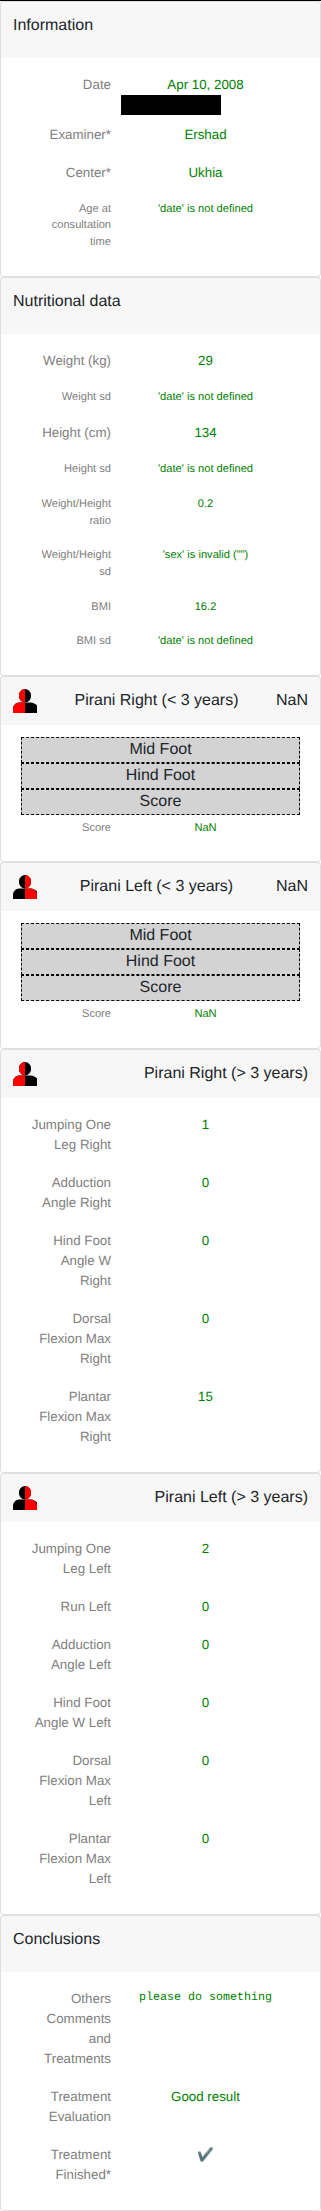 Information
Date Apr 10, 2008
Examiner* Ershad
Center* Ukhia
Age at 'date' is not defined
consultation
time
Nutritional data
Weight (kg) 29
Weight sd 'date' is not defined
Height (cm) 134
Height sd 'date' is not defined
Weight/Height 0.2
ratio
Weight/Height 'sex' is invalid ("")
sd
BMI 16.2
BMI sd 'date' is not defined
Pirani Right (< 3 years) NaN
Mid Foot
Hind Foot
Score
Score NaN
Pirani Left (< 3 years) NaN
Mid Foot
Hind Foot
Score
Score NaN
Pirani Right (> 3 years)
Jumping One 1
Leg Right
Adduction 0
Angle Right
Hind Foot 0
Angle W
Right
Dorsal 0
Flexion Max
Right
Plantar 15
Flexion Max
Right
Pirani Left (> 3 years)
Jumping One 2
Leg Left
Run Left 0
Adduction 0
Angle Left
Hind Foot 0
Angle W Left
Dorsal 0
Flexion Max
Left
Plantar 0
Flexion Max
Left
Conclusions
Others please do something
Comments
and
Treatments
Treatment Good result
Evaluation
Treatment ✔
Finished*